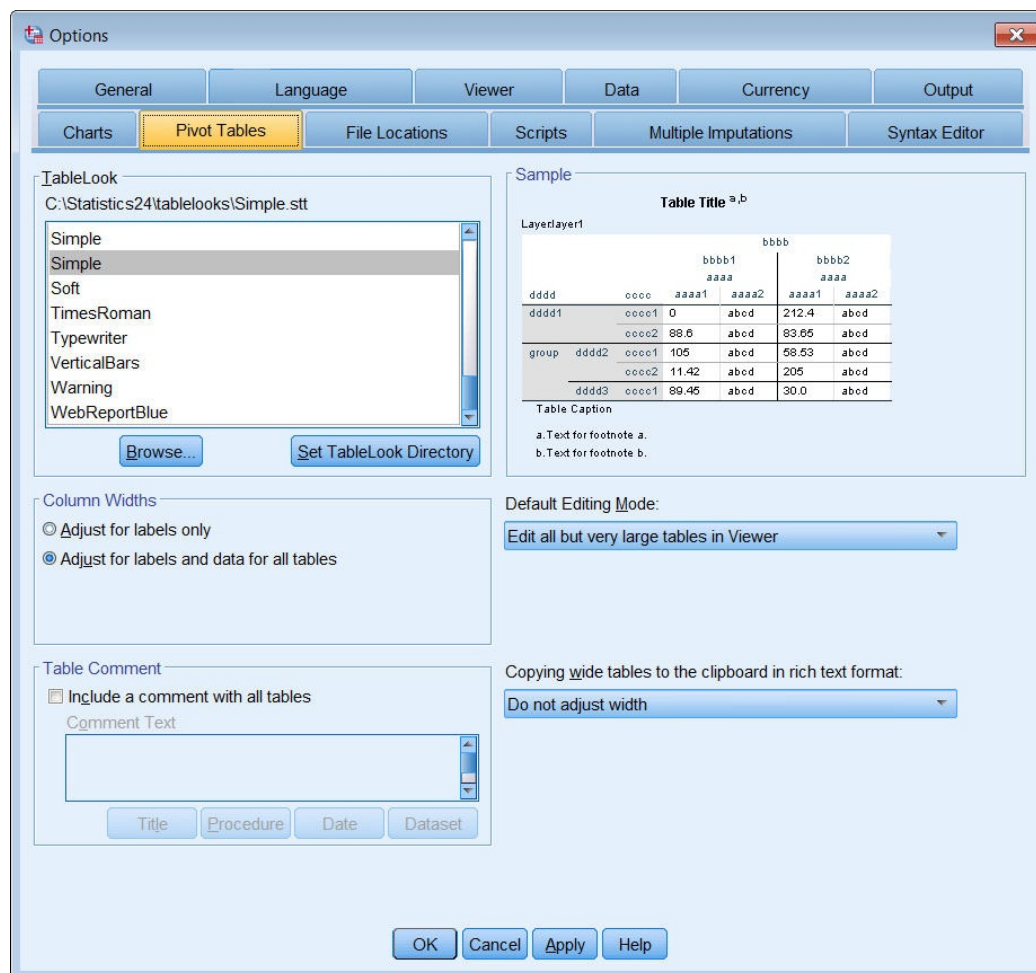 Options
General Language Viewer Data Currency Output
Charts Pivot Tables File Locations Scripts Multiple Imputations Syntax Editor
TableLook
C:\Statistics24\tablelooks\Simple.stt
Simple
Simple
Soft
TimesRoman
Typewriter
VerticalBars
Warning
WebReportBlue
Browse... Set TableLook Directory
Sample
Table Title a,b
Layerlayer1
bbbb
bbbb1 bbbb2
aaaa aaaa
dddd cccc aaaa1 aaaa2 aaaa1 aaaa2
dddd1 cccc1 0 abcd 212.4 abcd
cccc2 88.6 abcd 83.65 abcd
group dddd2 cccc1 105 abcd 58.53 abcd
cccc2 11.42 abcd 205 abcd
dddd3 cccc1 89.45 abcd 30.0 abcd
Table Caption
a.Text for footnote a.
b.Text for footnote b.
Column Widths
Adjust for labels only
Adjust for labels and data for all tables
Default Editing Mode:
Edit all but very large tables in Viewer
Table Comment
Include a comment with all tables
Comment Text
Title Procedure Date Dataset
Copying wide tables to the clipboard in rich text format:
Do not adjust width
OK Cancel Apply Help